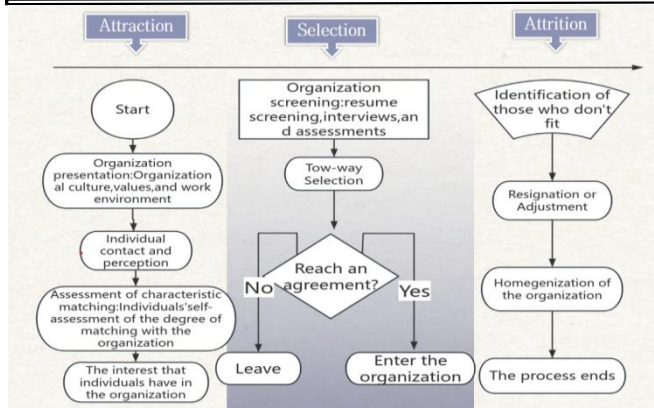 Attraction
Selection
Attrition
Start
Organization
presentation:Organization
al culture,values,and work
environment
Individual
contact and
perception
Assessment of characteristic
matching:Individuals'self-
assessment of the degree of
matching with the
organization
The interest that
individuals have in
the organization
Organization
screening:resume
screening,interviews,an
d assessments
Tow-way
Selection
Reach an
agreement?
No
Yes
Leave
Enter the
organization
Identification of
those who don't
fit
Resignation or
Adjustment
Homogenization of
the organization
The process ends